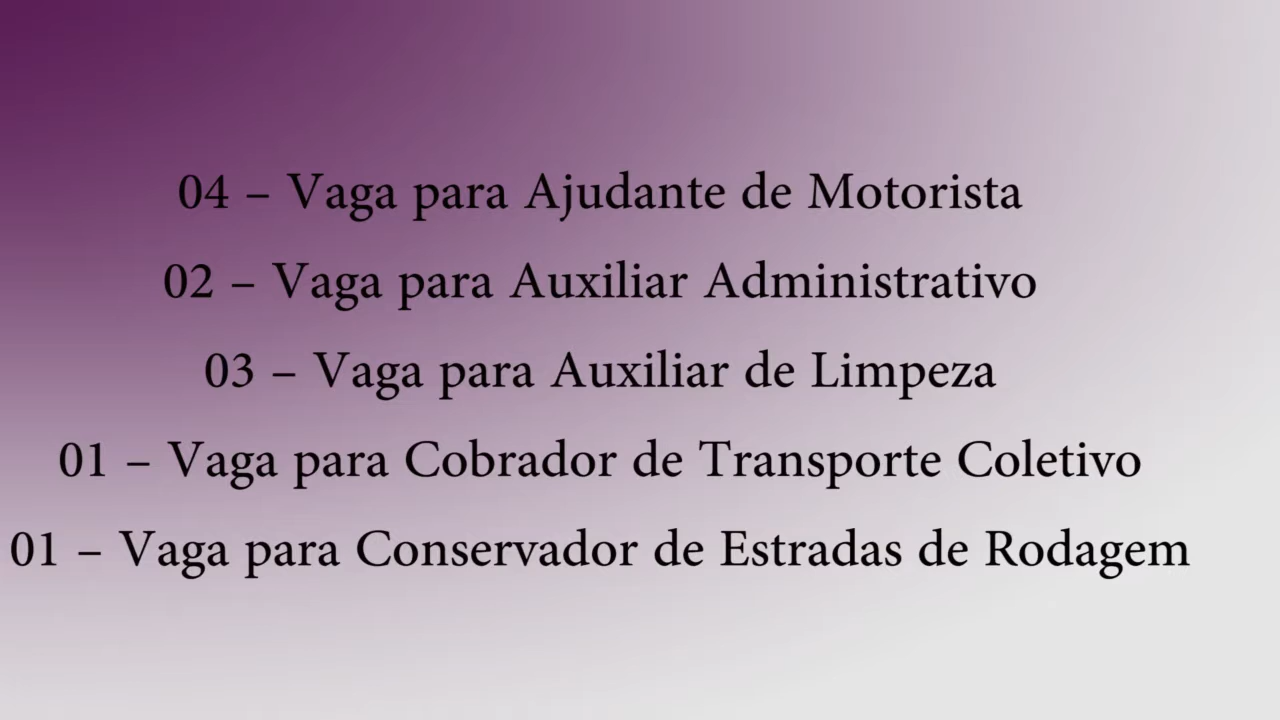 04 – Vaga para Ajudante de Motorista
02 – Vaga para Auxiliar Administrativo
03 – Vaga para Auxiliar de Limpeza
01 – Vaga para Cobrador de Transporte Coletivo
01 – Vaga para Conservador de Estradas de Rodagem